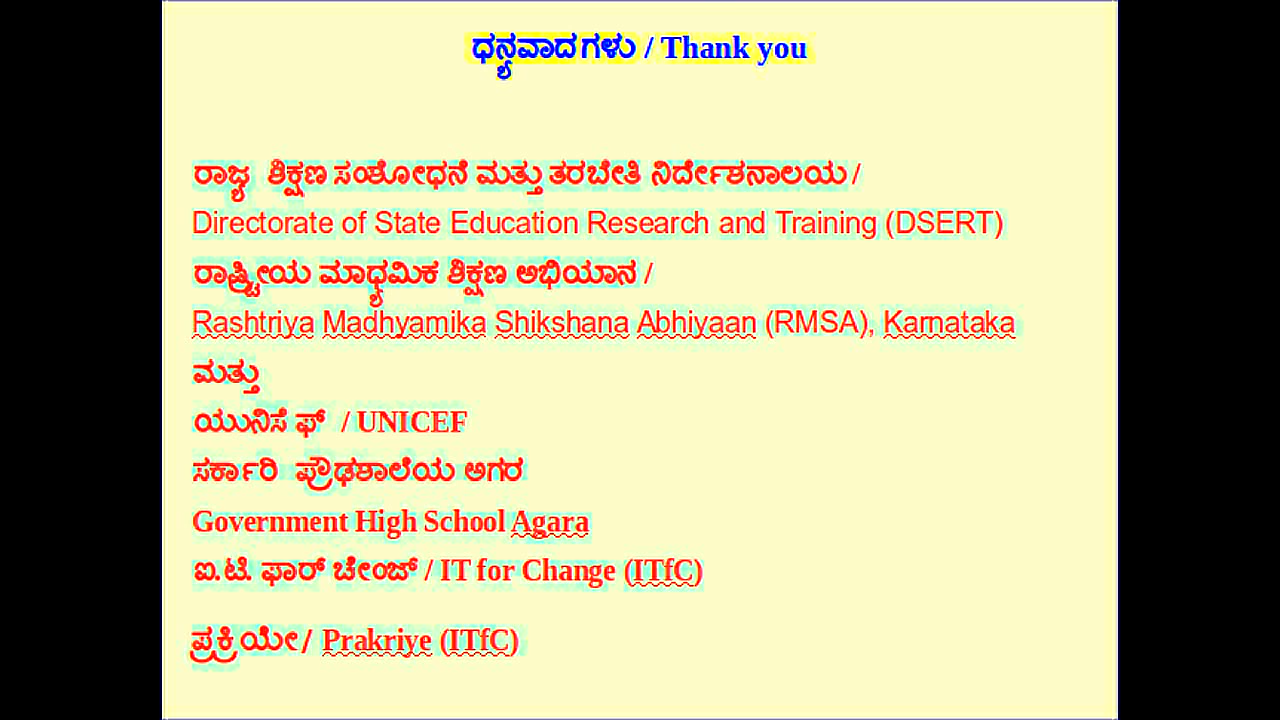 ಧನ್ಯವಾದಗಳು / Thank you
ರಾಜ್ಯ ಶಿಕ್ಷಣ ಸಂಶೋಧನೆ ಮತ್ತು ತರಬೇತಿ ನಿರ್ದೇಶನಾಲಯ /
Directorate of State Education Research and Training (DSERT)
ರಾಷ್ಟ್ರೀಯ ಮಾಧ್ಯಮಿಕ ಶಿಕ್ಷಣ ಅಭಿಯಾನ /
Rashtriya Madhyamika Shikshana Abhiyaan (RMSA), Karnataka
ಮತ್ತು
ಯುನಿಸೆಫ್ / UNICEF
ಸರ್ಕಾರಿ ಪ್ರೌಢಶಾಲೆಯ ಅಗರ
Government High School Agara
ಐ.ಟಿ. ಫಾರ್ ಚೇಂಜ್ / IT for Change (ITfC)
ಪ್ರಕ್ರಿಯೇ / Prakriye (ITfC)